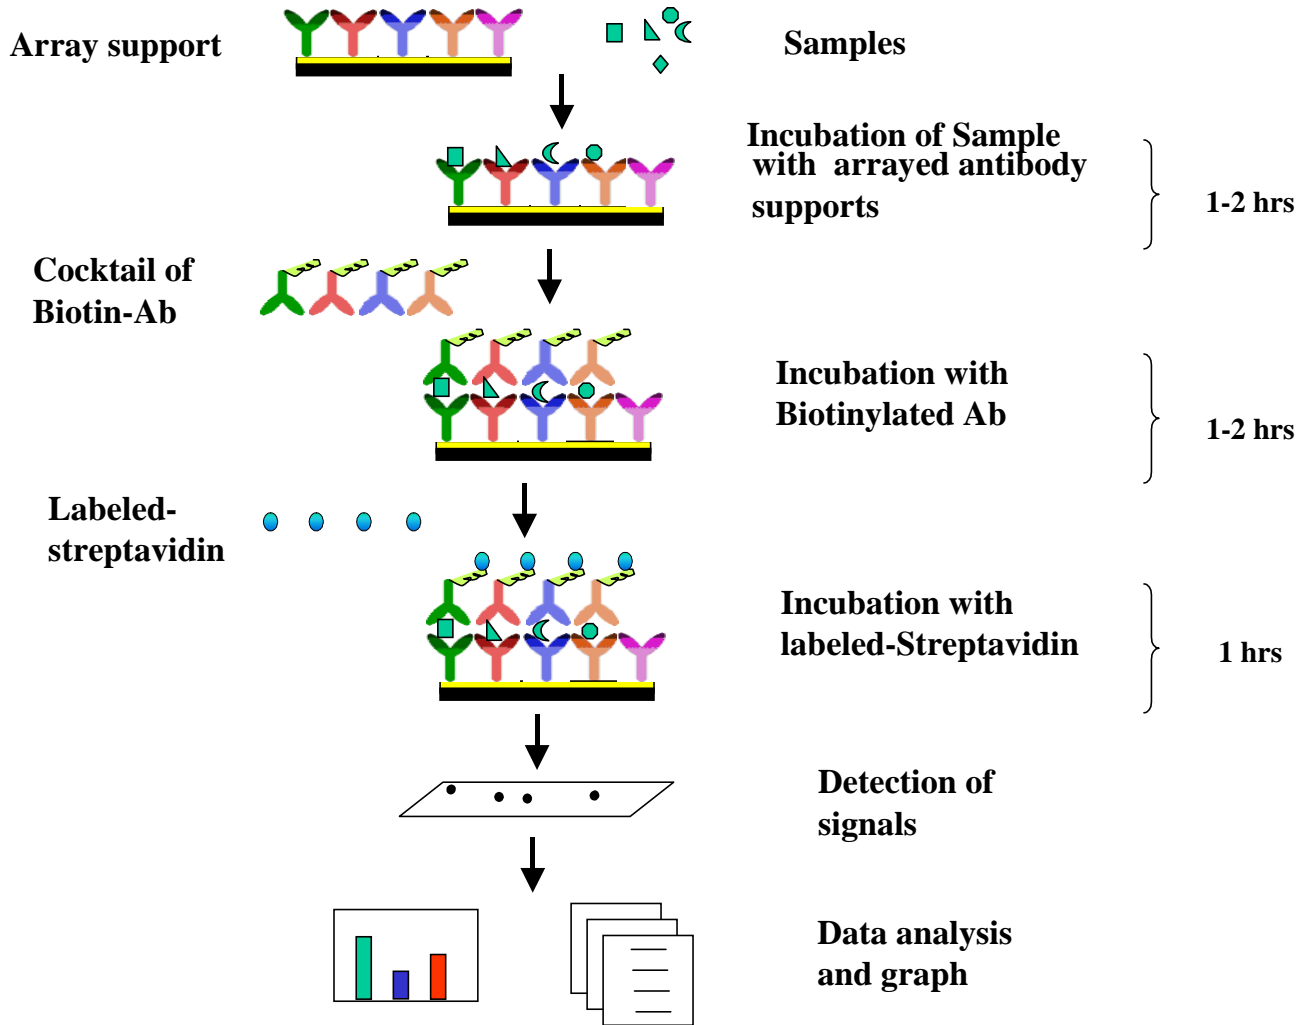 Array support
Samples
Incubation of Sample
with arrayed antibody
supports
1-2 hrs
Cocktail of
Biotin-Ab
Incubation with
Biotinylated Ab
1-2 hrs
Labeled-
streptavidin
Incubation with
labeled-Streptavidin
1 hrs
Detection of
signals
Data analysis
and graph